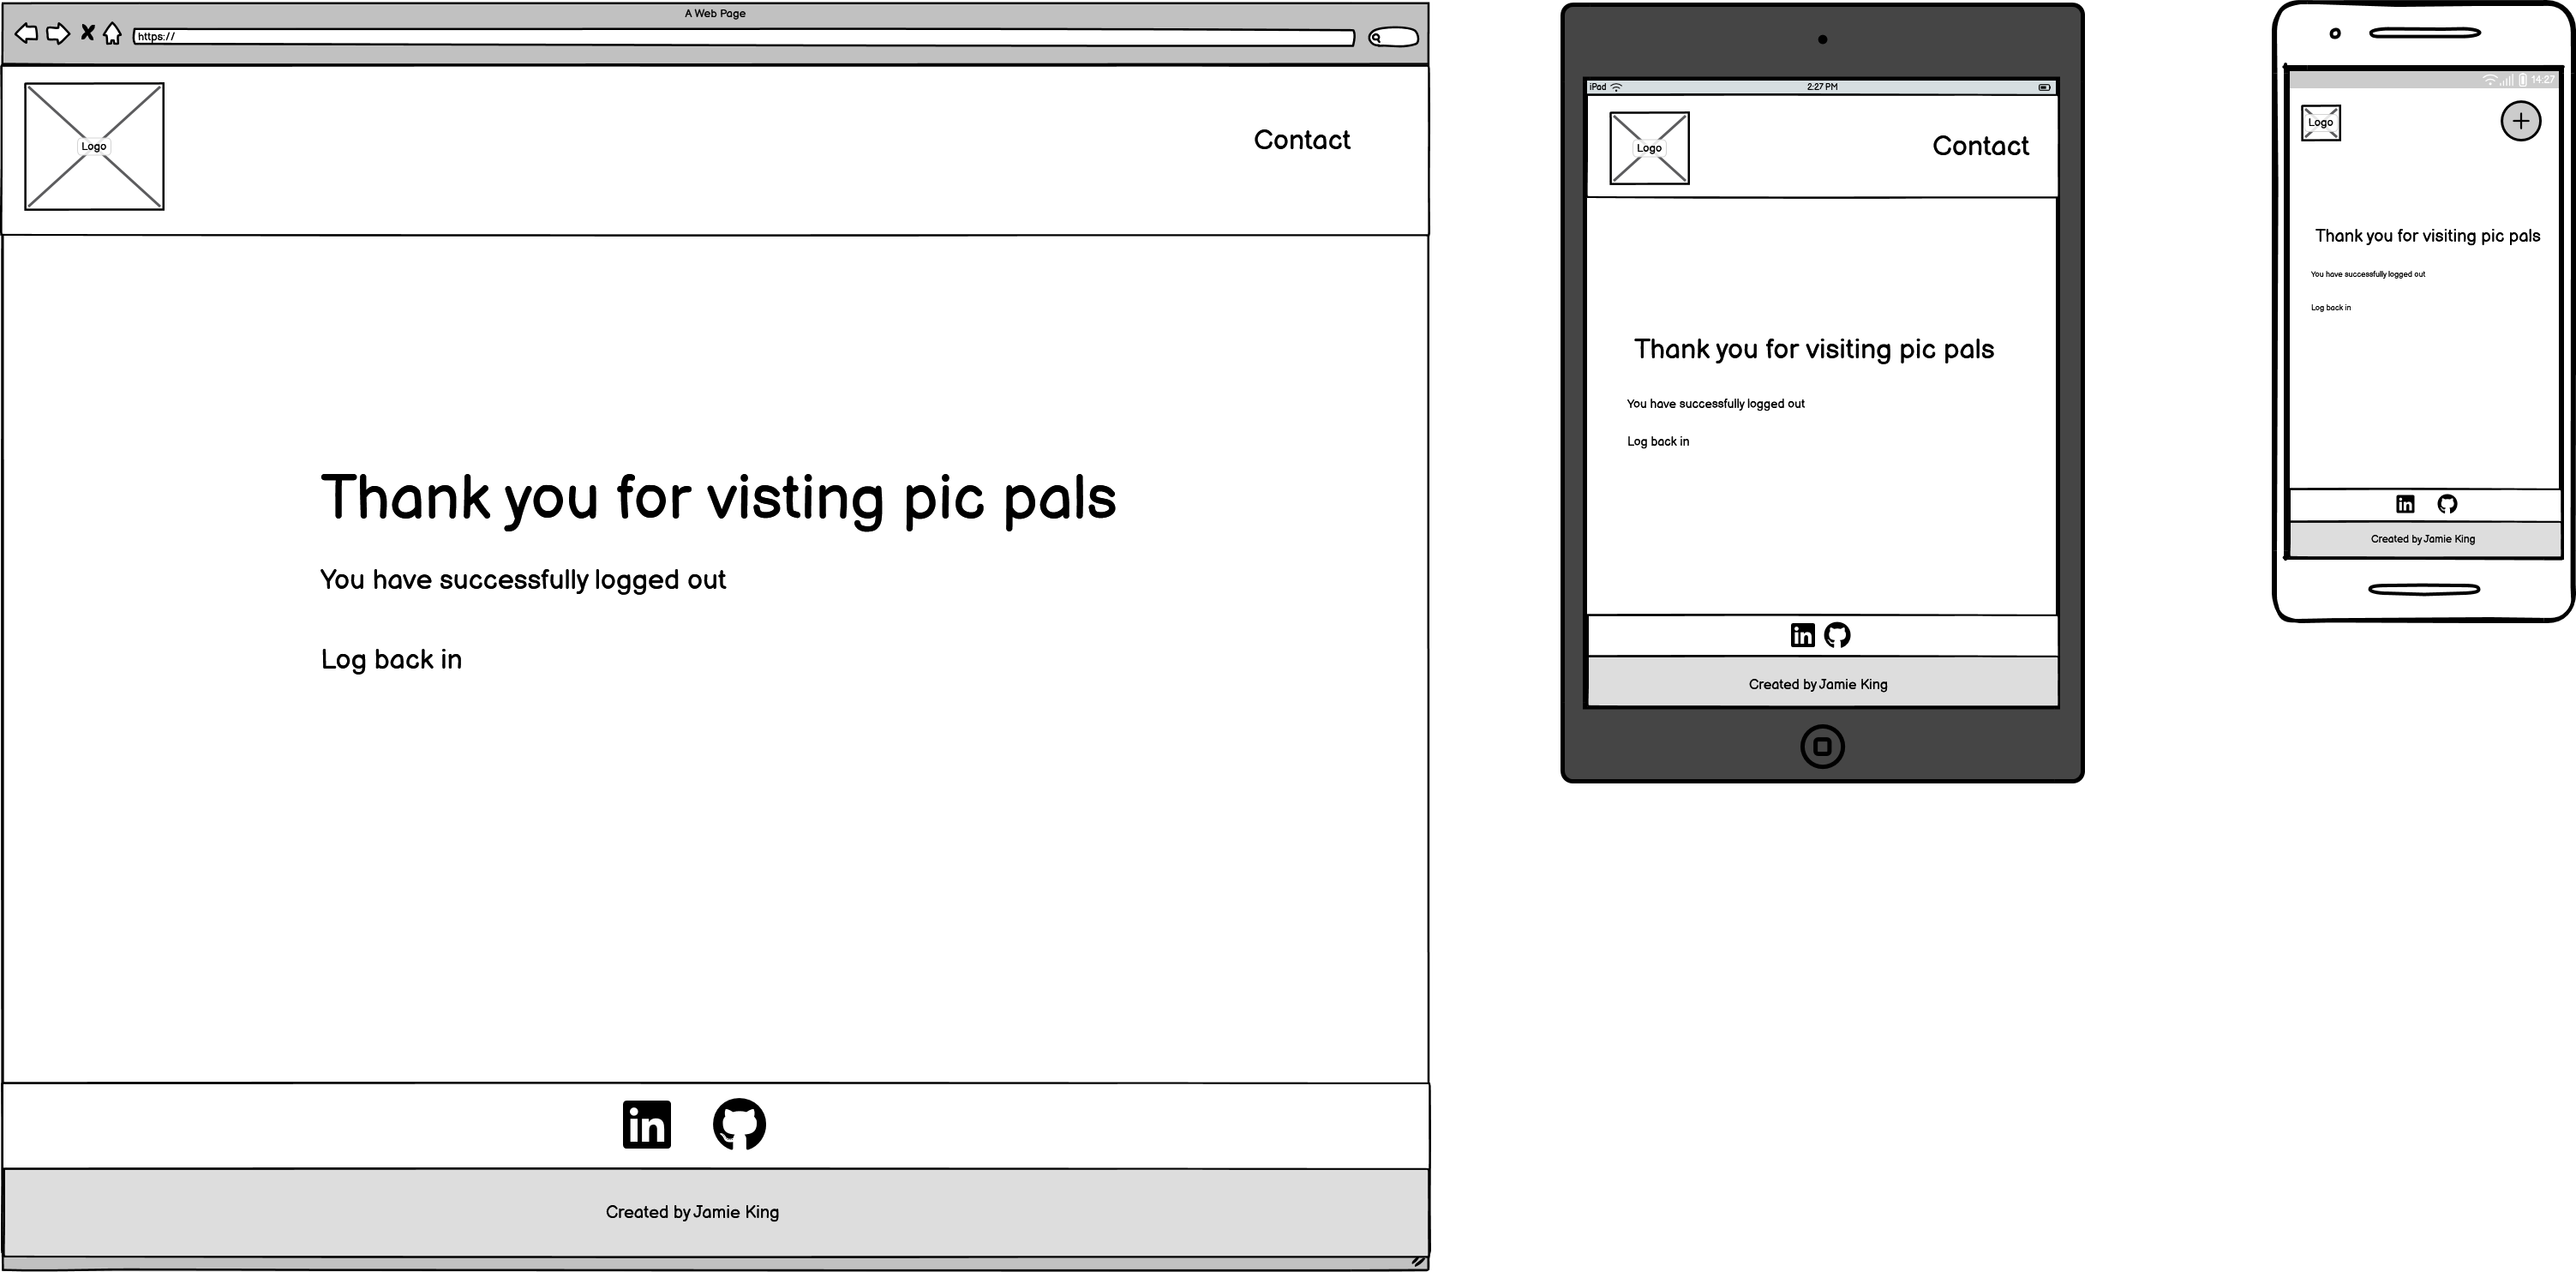 A Web Page
https://
Logo
Contact
Thank you for visting pic pals
You have successfully logged out
Log back in
in
Created by Jamie King
iPad
2:27 PM
Logo
Contact
Thank you for visiting pic pals
You have successfully logged out
Log back in
in
Created by Jamie King
14:27
Logo
Thank you for visiting pic pals
You have successfully logged out
Log back in
in
Created by Jamie King